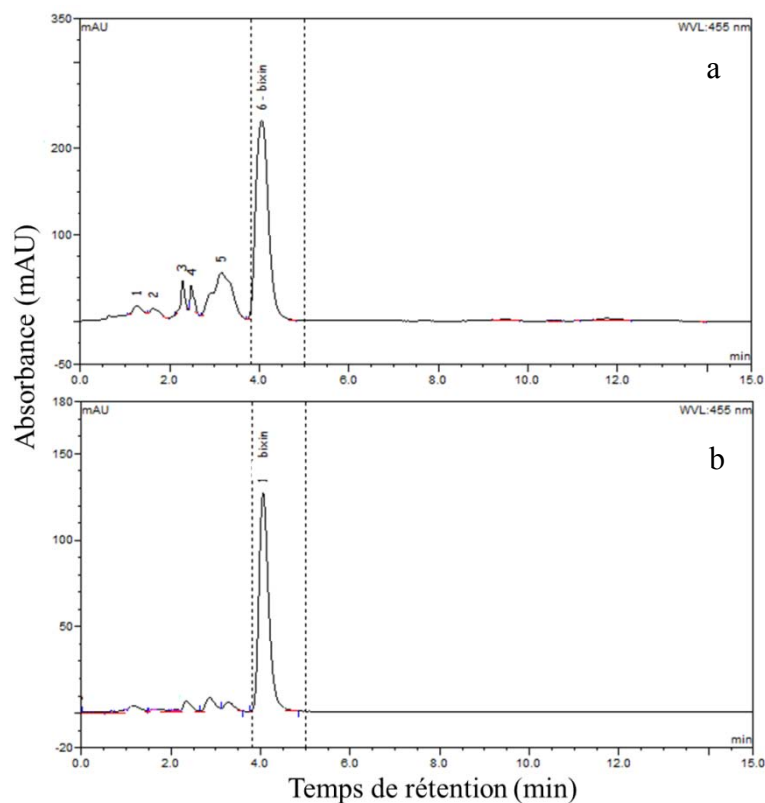 350
mAU
WVL:455 nm
a
6 - bixin
200
100
1
2
3
4
5
-50
min
0.0
2.0
4.0
6.0
8.0
10.0
12.0
15.0
Absorbance (mAU)
180
mAU
WVL:455 nm
b
1 bixin
150
100
50
-20
min
0.0
2.0
4.0
6.0
8.0
10.0
12.0
15.0
Temps de rétention (min)